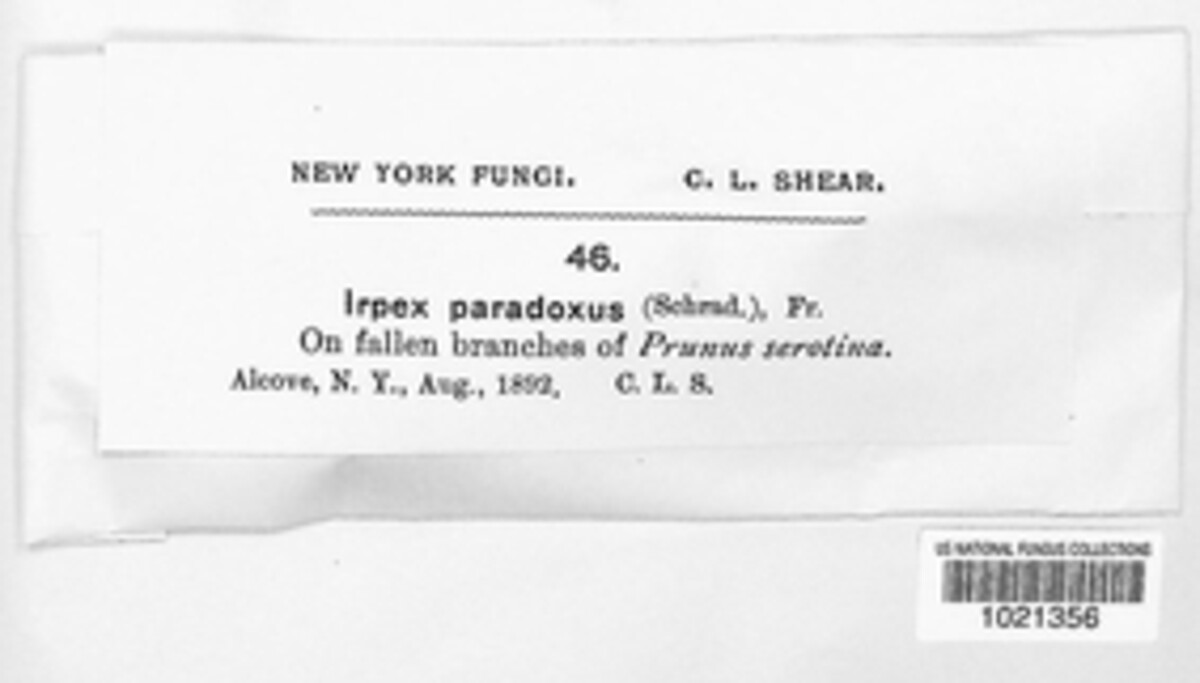 NEW YORK FUNGI. C. L. SHEAR.
46.
Irpex paradoxus (Schrad.), Fr.
On fallen branches of Prunus serotina.
Alcove, N. Y., Aug., 1892, C. L. S.
US NATIONAL FUNGUS COLLECTIONS
1021356